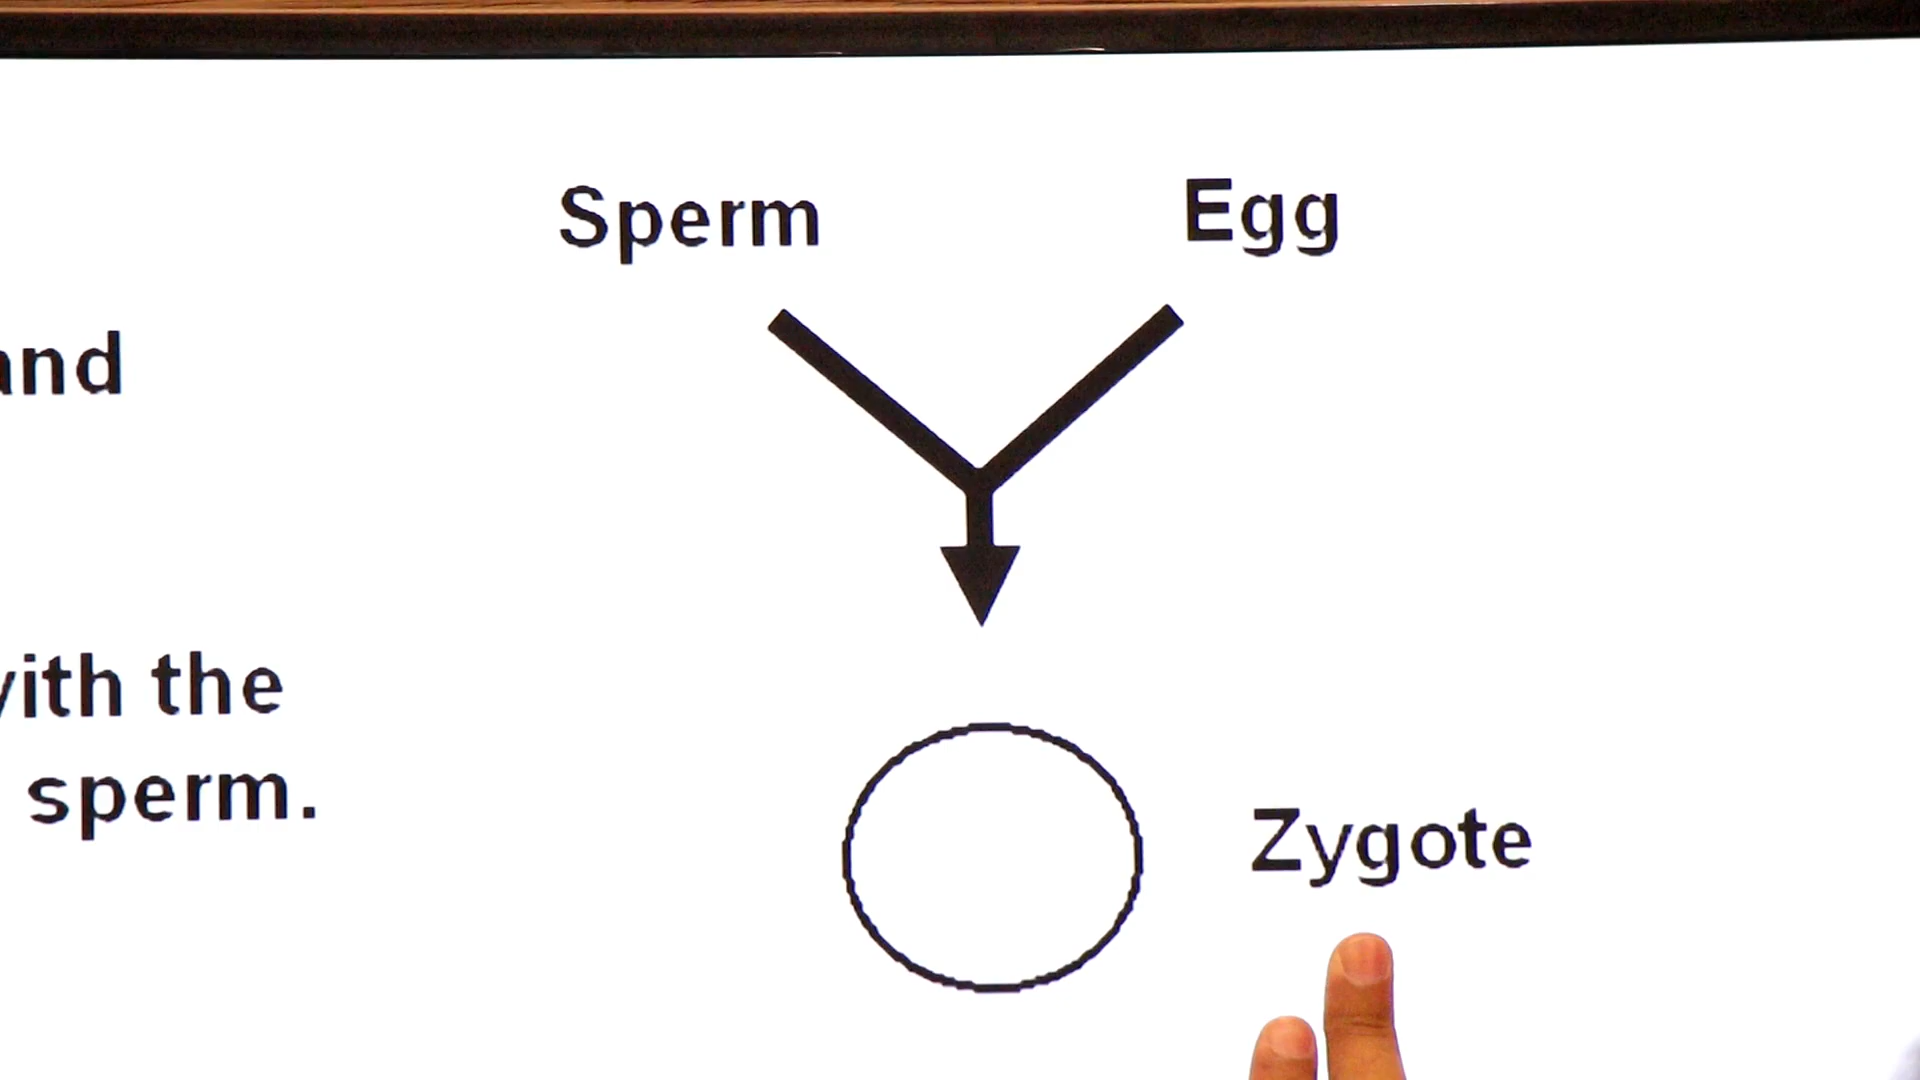 Sperm Egg
and
with the
sperm.
Zygote